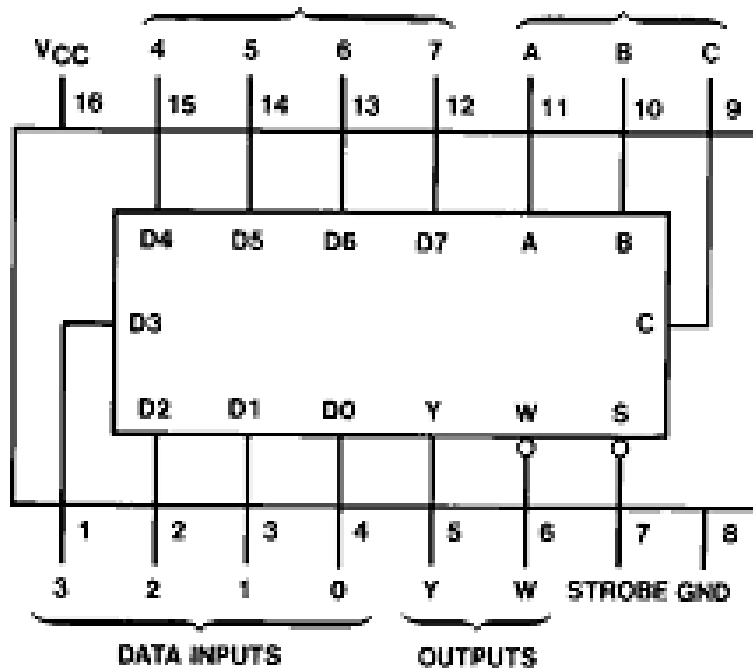 VCC 4 5 6 7 A B C
16 15 14 13 12 11 10 9
D4 D5 D6 D7 A B
D3 C
D2 D1 D0 Y W S
1 2 3 4 5 6 7 8
3 2 1 0 Y W STROBE GND
DATA INPUTS OUTPUTS